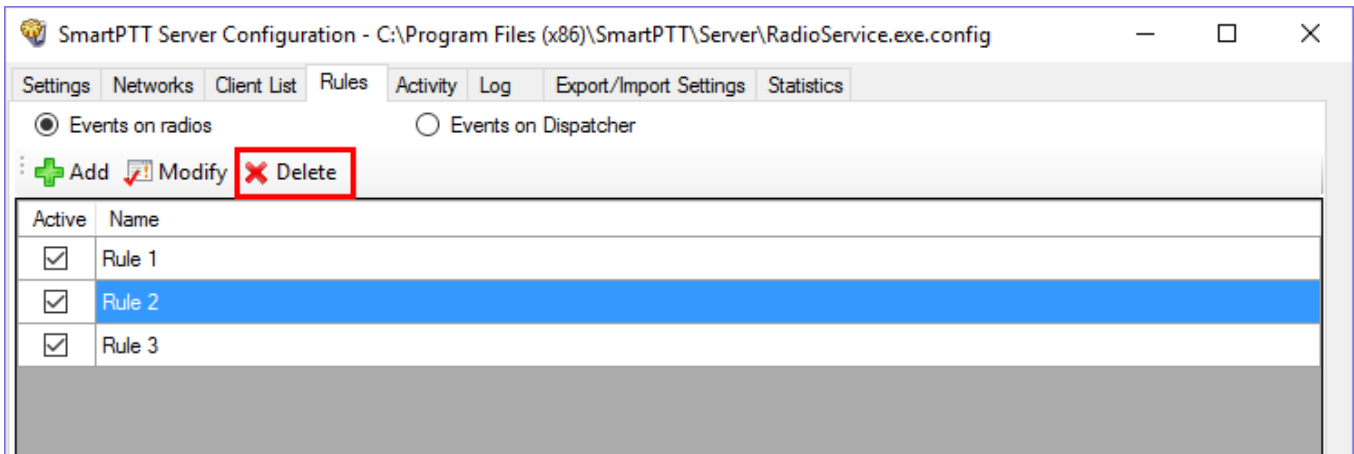 SmartPTT Server Configuration - C:\Program Files (x86)\SmartPTT\Server\RadioService.exe.config
Settings Networks Client List Rules Activity Log Export/Import Settings Statistics
Events on radios Events on Dispatcher
Add Modify Delete
Active Name
Rule 1
Rule 2
Rule 3